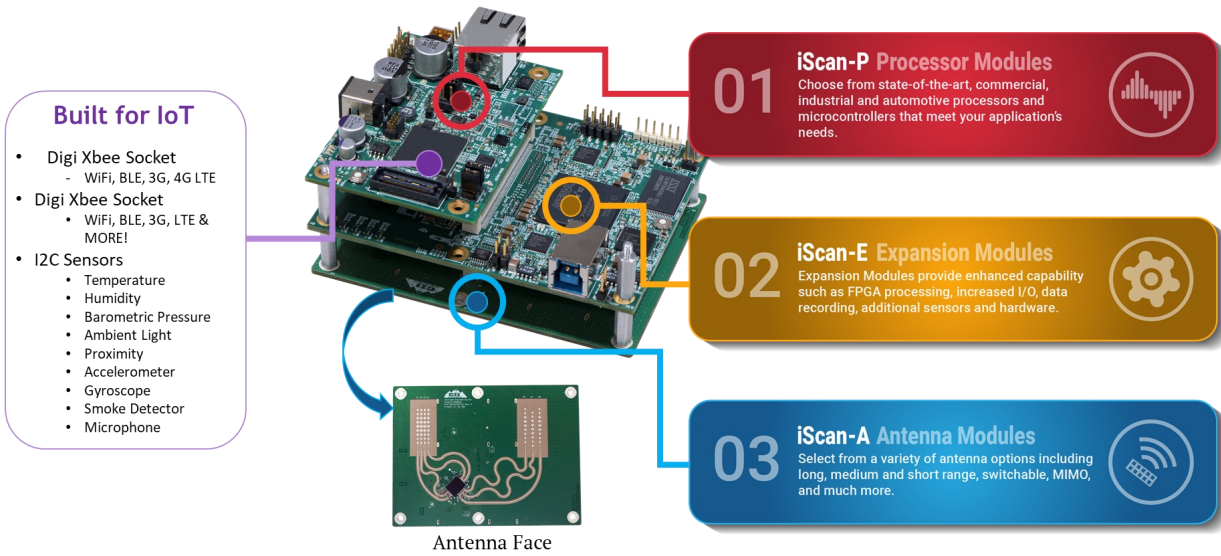 Built for IoT
• Digi Xbee Socket
- WiFi, BLE, 3G, 4G LTE
• Digi Xbee Socket
• WiFi, BLE, 3G, LTE &
MORE!
• I2C Sensors
• Temperature
• Humidity
• Barometric Pressure
• Ambient Light
• Proximity
• Accelerometer
• Gyroscope
• Smoke Detector
• Microphone
01
iScan-P Processor Modules
Choose from state-of-the-art, commercial,
industrial and automotive processors and
microcontrollers that meet your application's
needs.
02
iScan-E Expansion Modules
Expansion Modules provide enhanced capability
such as FPGA processing, increased I/O, data
recording, additional sensors and hardware.
03
iScan-A Antenna Modules
Select from a variety of antenna options including
long, medium and short range, switchable, MIMO,
and much more.
Antenna Face